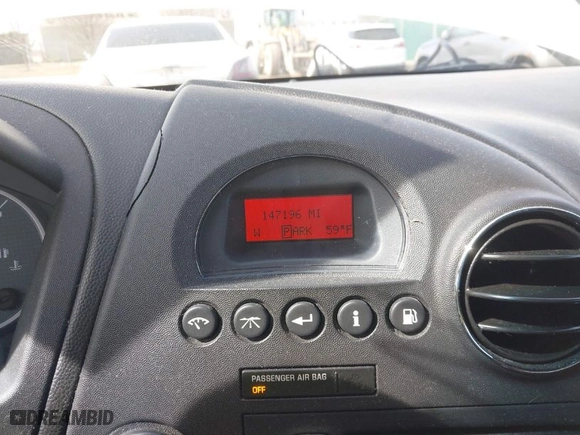 147196 MI
W PARK 59°F
i
PASSENGER AIR BAG
OFF
DREAMBID